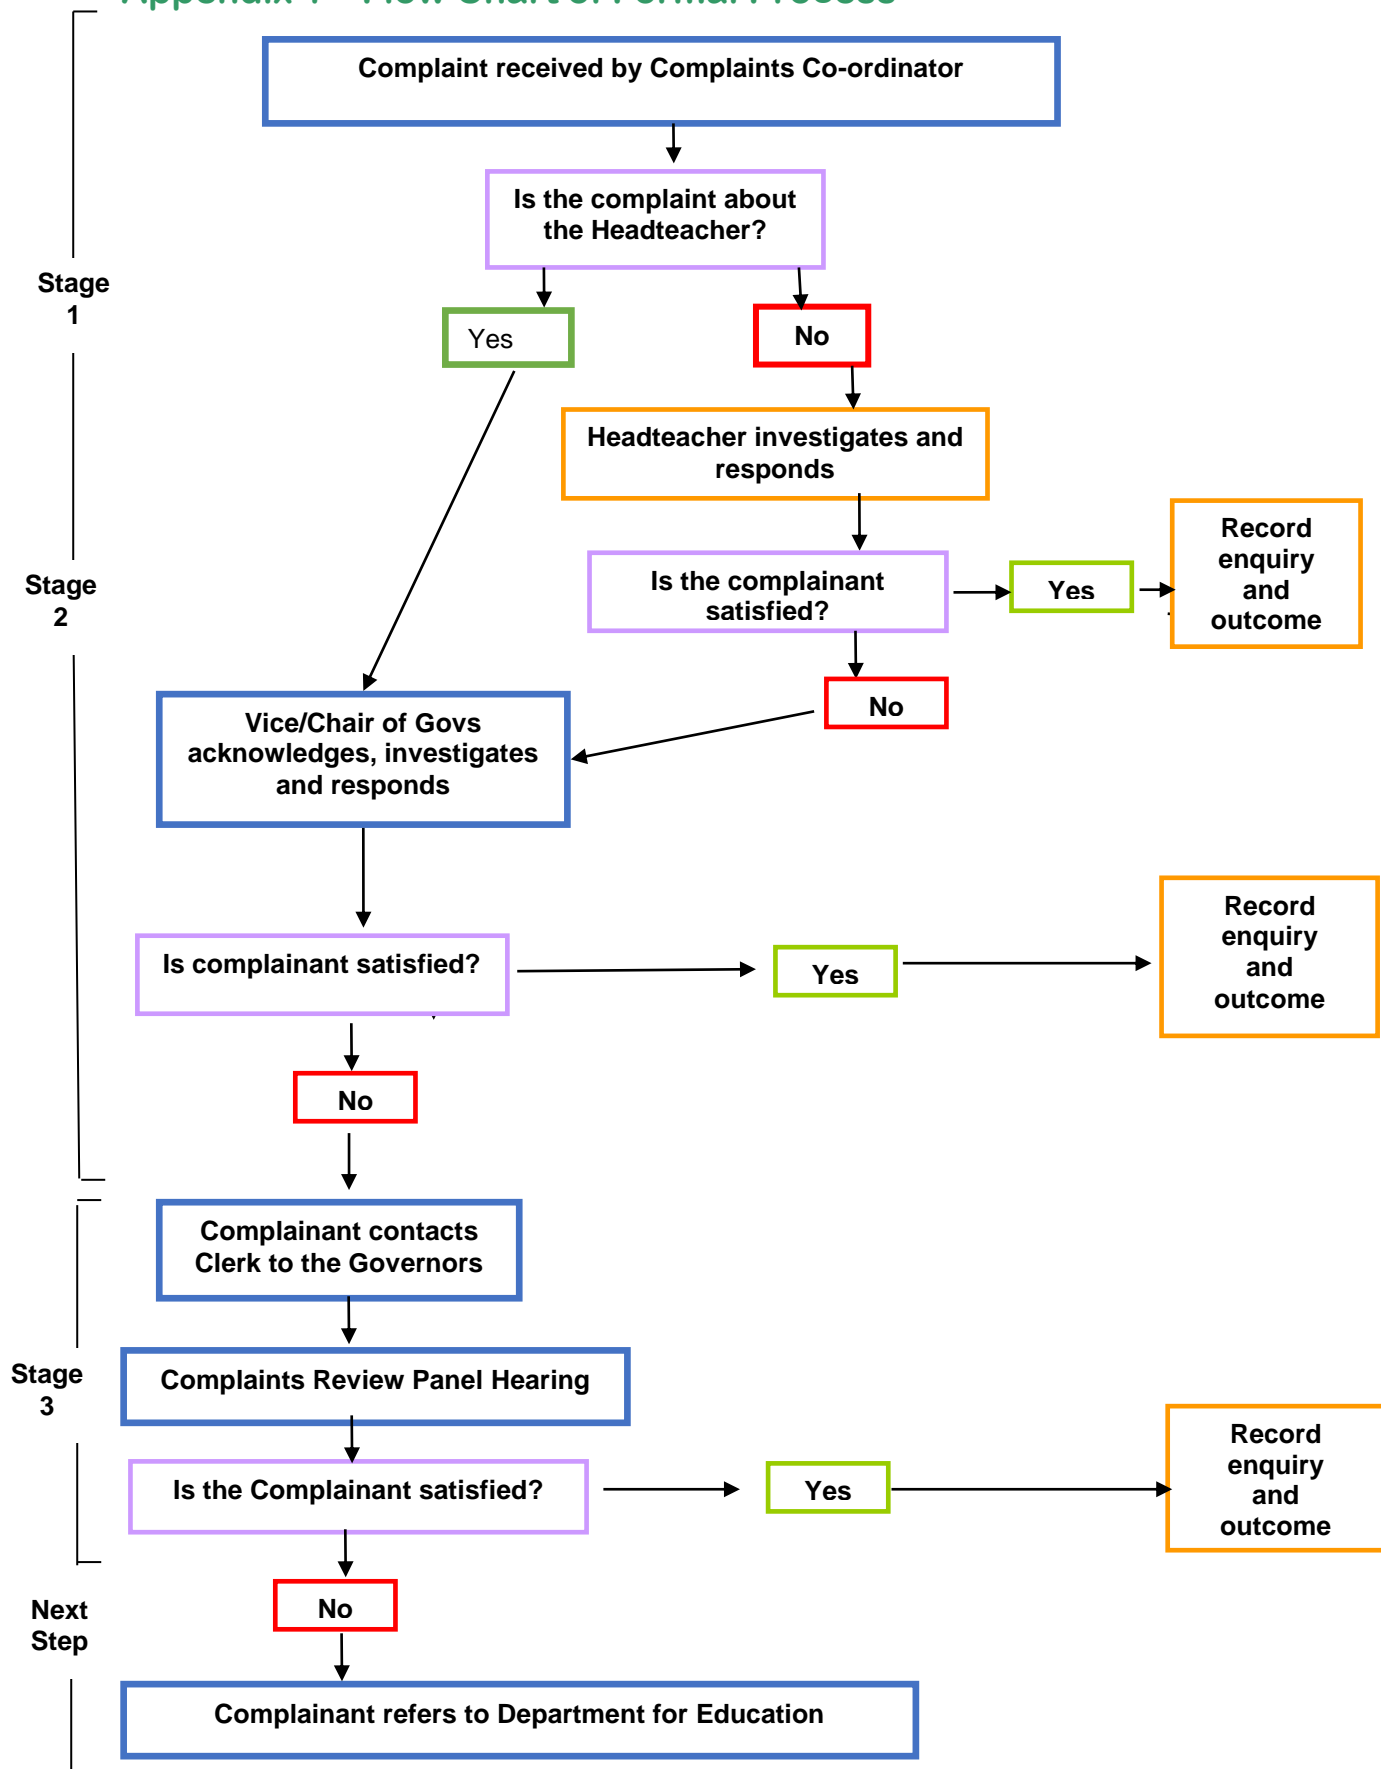 Complaint received by Complaints Co-ordinator
Is the complaint about
the Headteacher?
Stage
1
Yes
No
Headteacher investigates and
responds
Record
enquiry
and
outcome
Stage
2
Is the complainant
satisfied?
Yes
No
Vice/Chair of Govs
acknowledges, investigates
and responds
Record
enquiry
and
outcome
Is complainant satisfied?
Yes
No
Complainant contacts
Clerk to the Governors
Stage
3
Complaints Review Panel Hearing
Record
enquiry
and
outcome
Is the Complainant satisfied?
Yes
Next
Step
No
Complainant refers to Department for Education